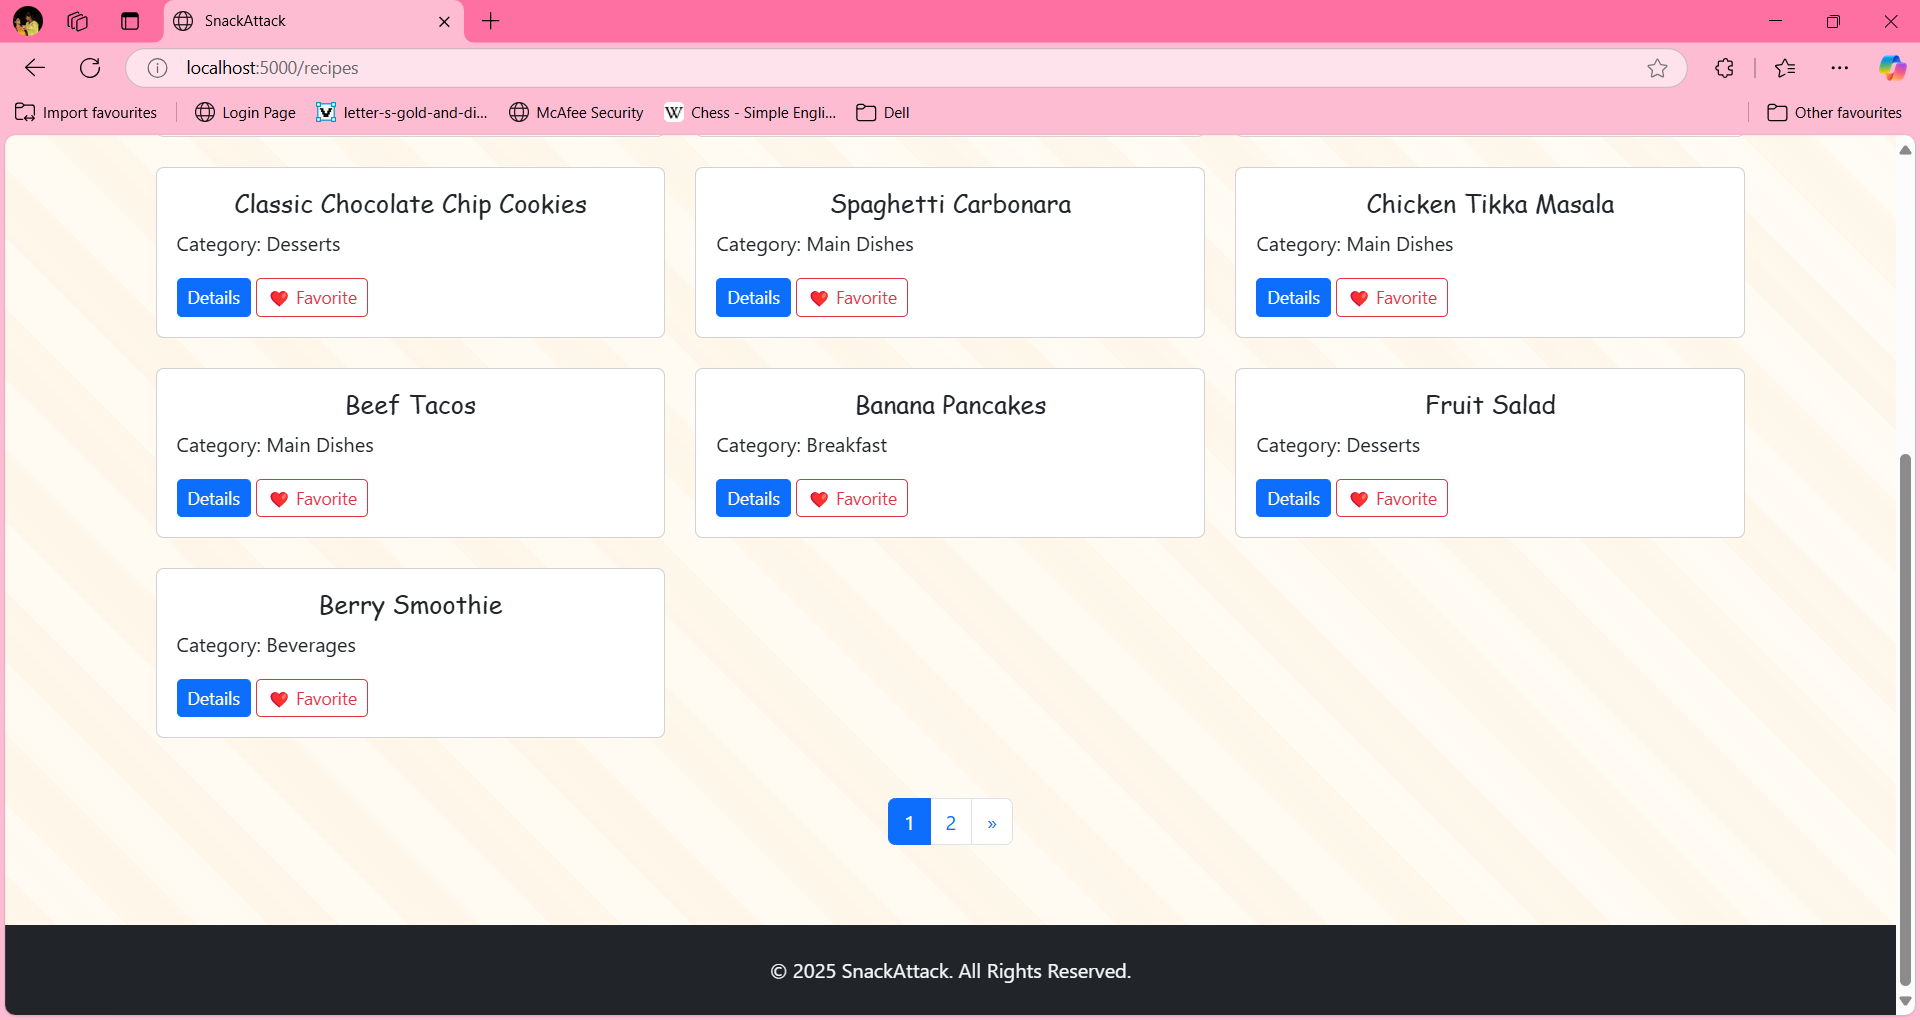 SnackAttack
localhost:5000/recipes
Import favourites
Login Page
letter-s-gold-and-di...
McAfee Security
W Chess - Simple Engli...
Dell
Other favourites
Classic Chocolate Chip Cookies
Category: Desserts
Details ❤️ Favorite
Spaghetti Carbonara
Category: Main Dishes
Details ❤️ Favorite
Chicken Tikka Masala
Category: Main Dishes
Details ❤️ Favorite
Beef Tacos
Category: Main Dishes
Details ❤️ Favorite
Banana Pancakes
Category: Breakfast
Details ❤️ Favorite
Fruit Salad
Category: Desserts
Details ❤️ Favorite
Berry Smoothie
Category: Beverages
Details ❤️ Favorite
1 2 »
© 2025 SnackAttack. All Rights Reserved.